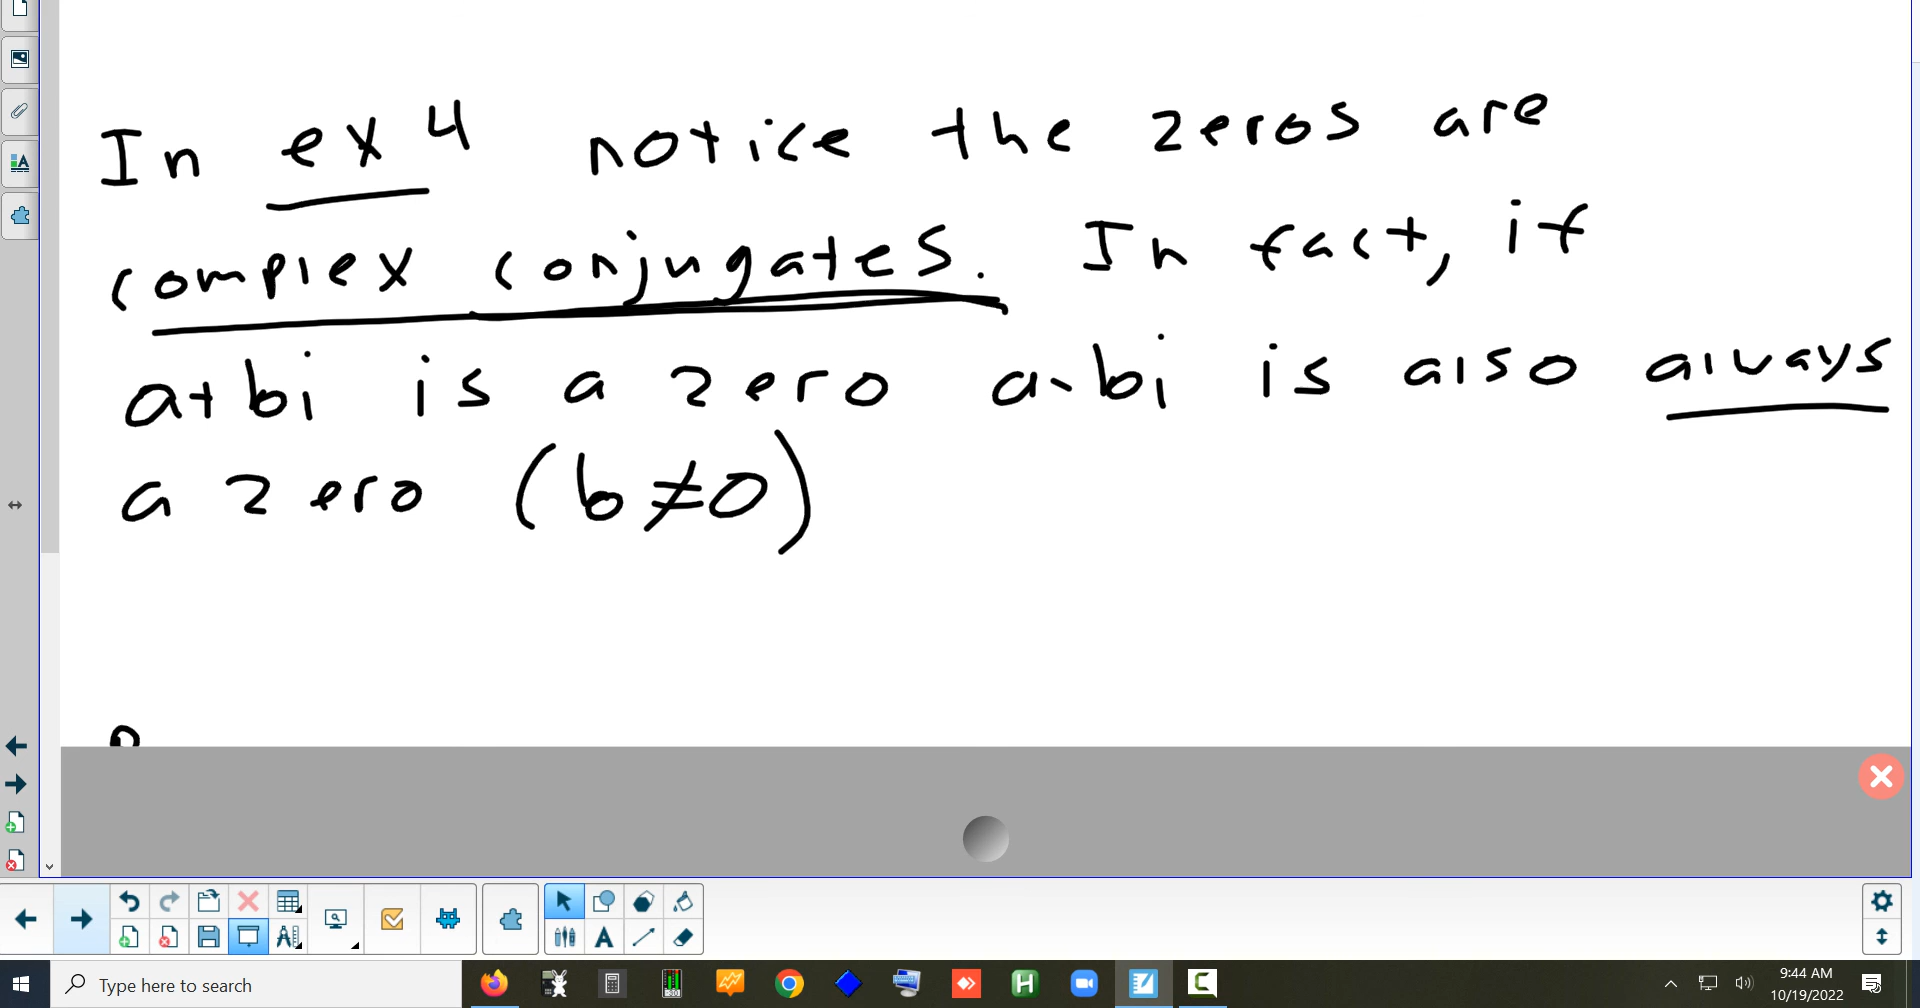 In ex 4 notice the zeros are
complex conjugates. In fact, if
a+bi is a zero a-bi is also always
a zero (b≠0)
Type here to search
9:44 AM
10/19/2022